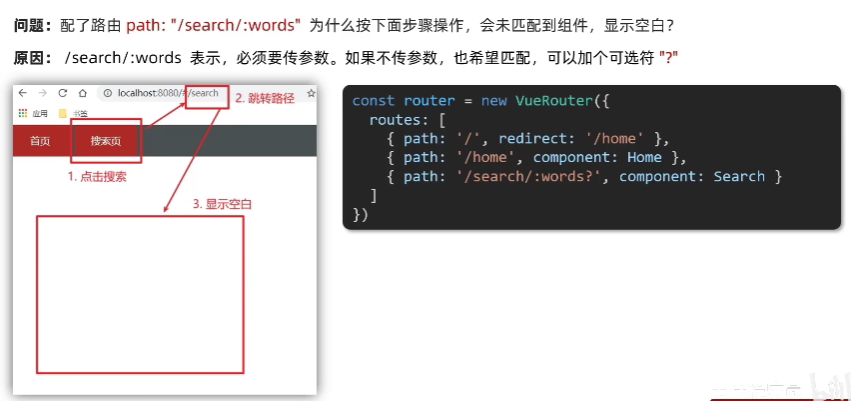 问题：配了路由 path: "/search/:words" 为什么按下面步骤操作，会未匹配到组件，显示空白？
原因： /search/:words 表示，必须要传参数。如果不传参数，也希望匹配，可以加个可选符 "?"
localhost:8080/#/search
2. 跳转路径
应用 书签
首页 搜索页
1. 点击搜索
3. 显示空白
const router = new VueRouter({
routes: [
{ path: '/', redirect: '/home' },
{ path: '/home', component: Home },
{ path: '/search/:words?', component: Search }
]
})